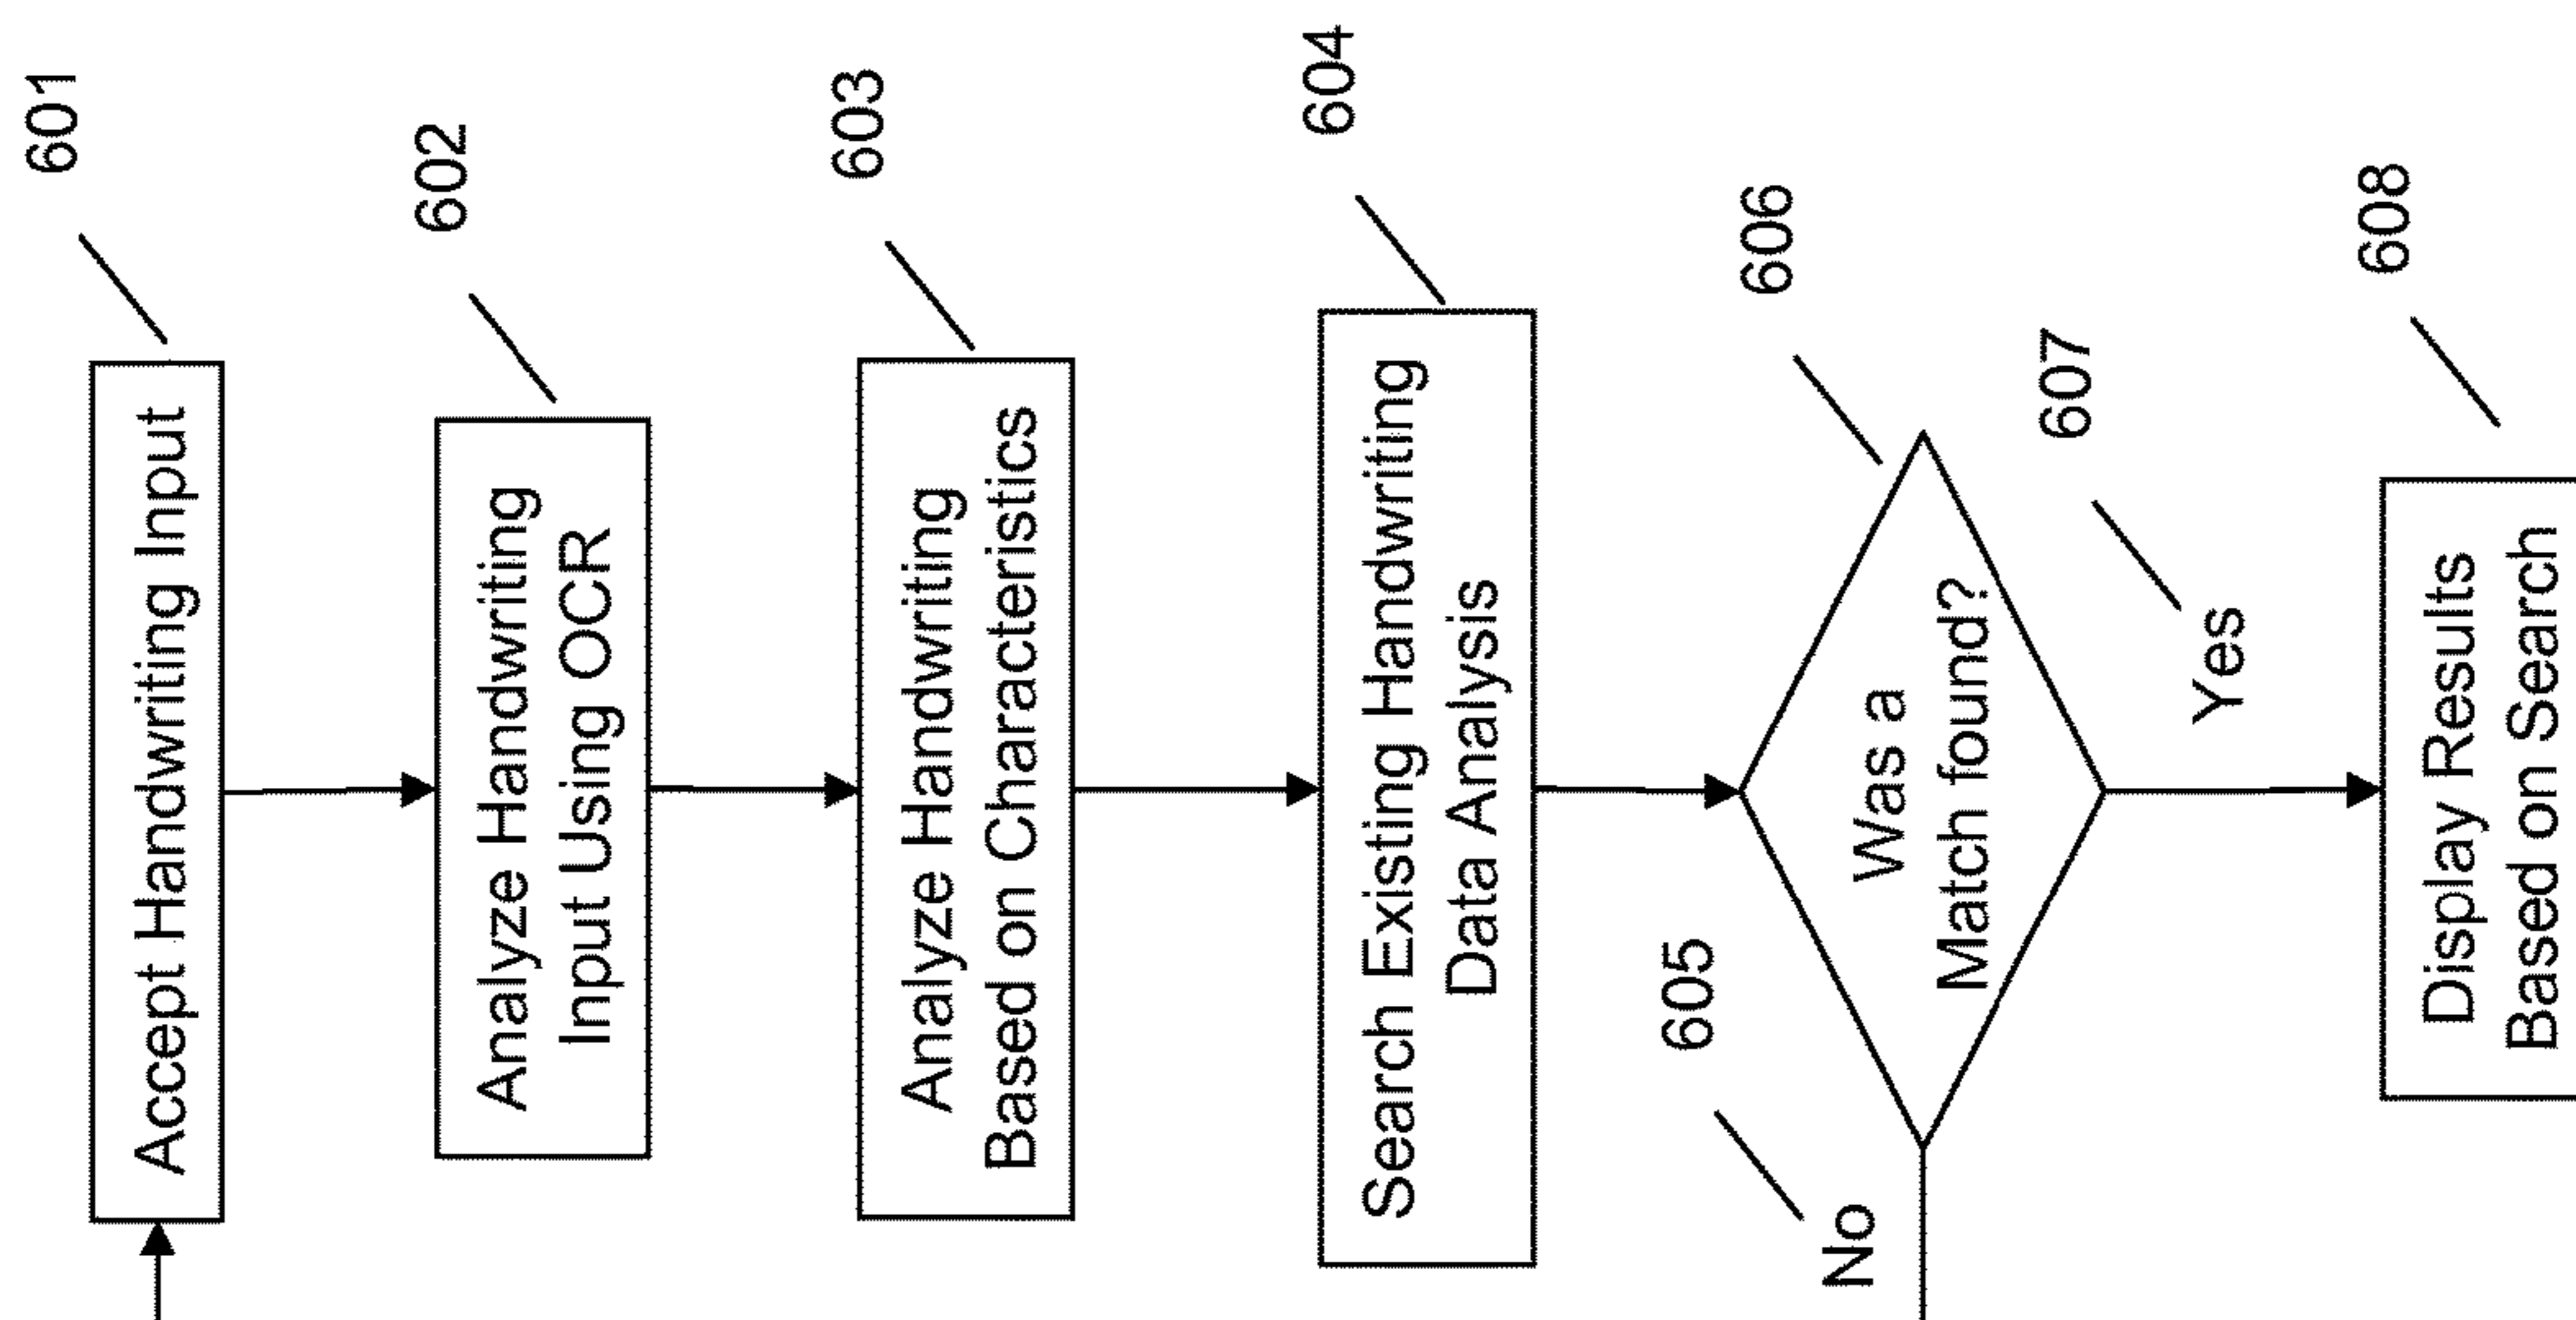 601
Accept Handwriting Input
602
Analyze Handwriting
Input Using OCR
603
Analyze Handwriting
Based on Characteristics
604
Search Existing Handwriting
Data Analysis
605
No
606
Was a
Match found?
607
Yes
608
Display Results
Based on Search